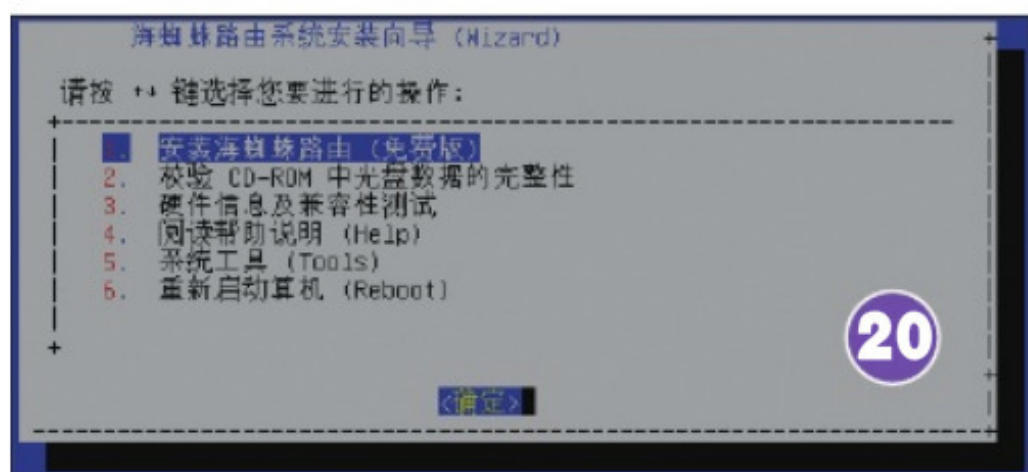 海蜘蛛路由系统安装向导 (Wizard)
请按 ↑↓ 键选择您要进行的操作:
1. 安装海蜘蛛路由 (免费版)
2. 校验 CD-ROM 中光盘数据的完整性
3. 硬件信息及兼容性测试
4. 阅读帮助说明 (Help)
5. 系统工具 (Tools)
6. 重新启动算机 (Reboot)
20
<确定>